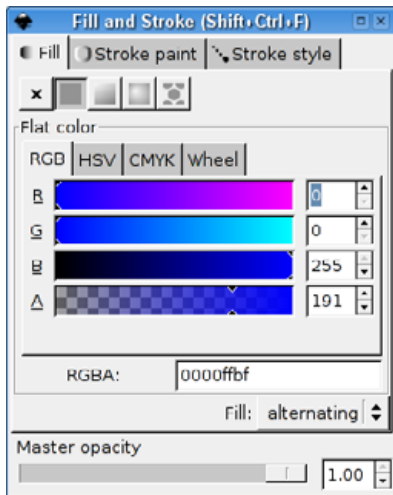 Fill and Stroke (Shift+Ctrl+F)
Fill Stroke paint Stroke style
Flat color
RGB HSV CMYK Wheel
R 0
G 0
B 255
A 191
RGBA: 0000ffbf
Fill: alternating
Master opacity
1.00